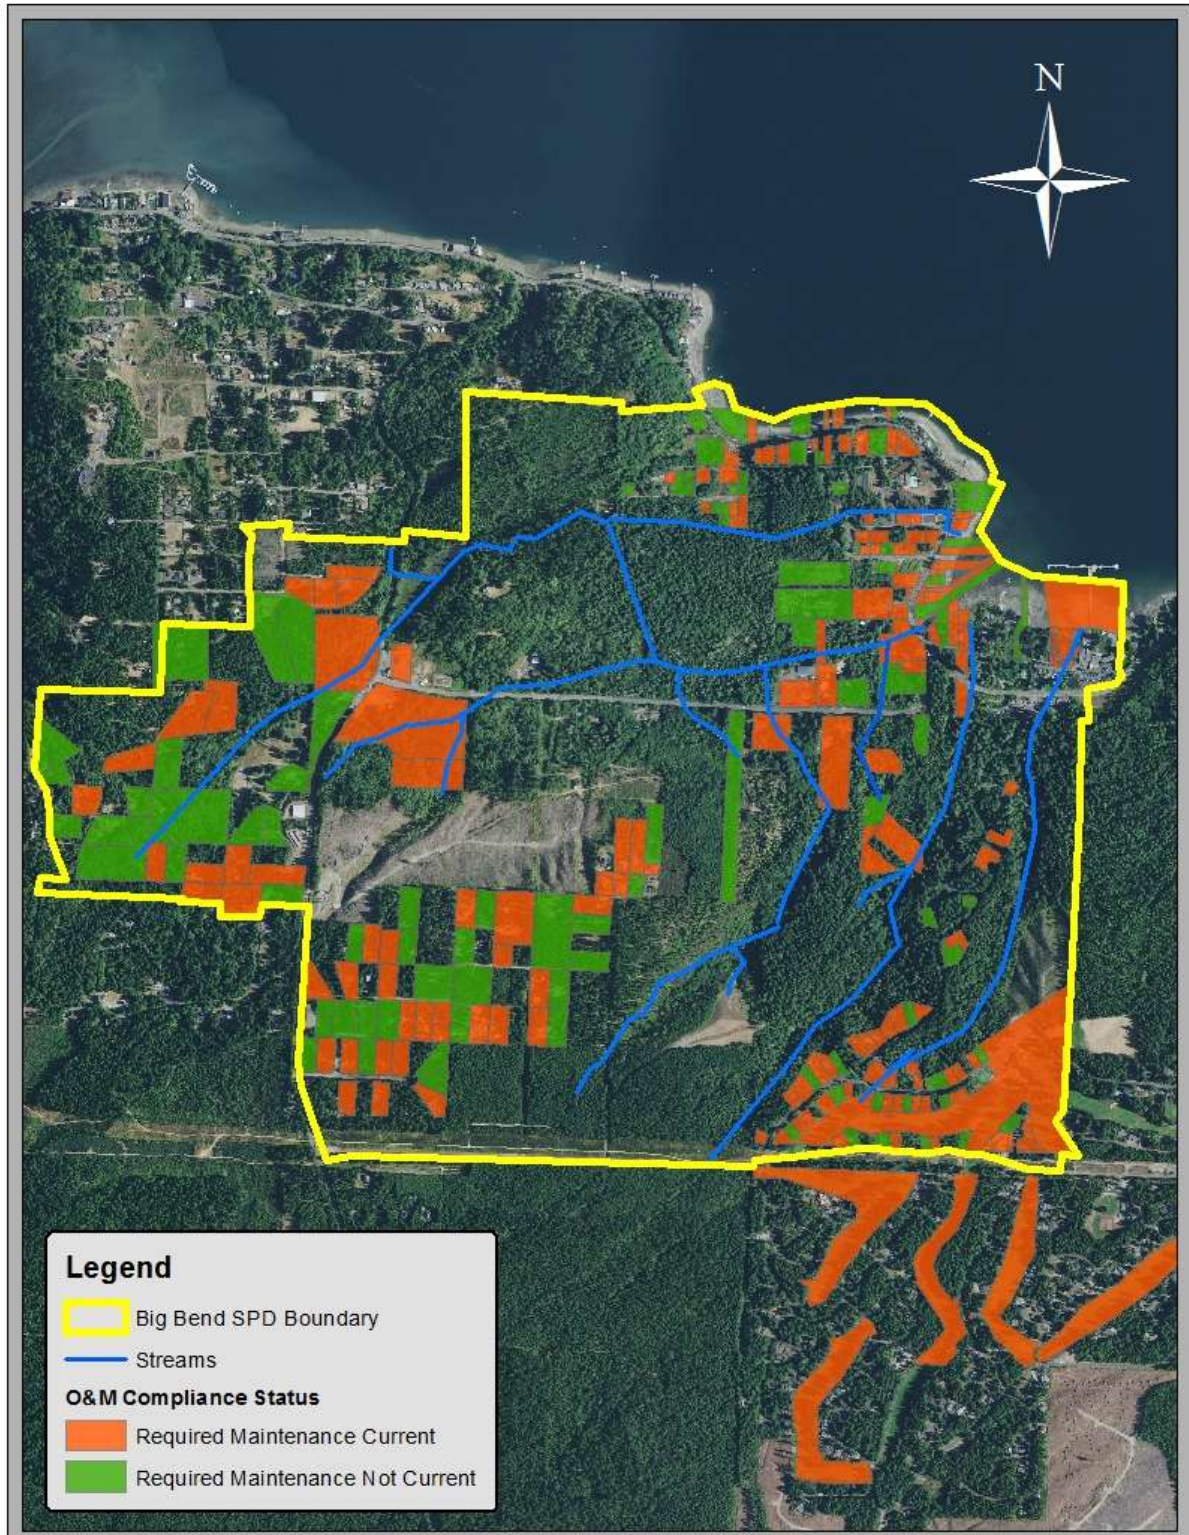 N
Legend
Big Bend SPD Boundary
Streams
O&M Compliance Status
Required Maintenance Current
Required Maintenance Not Current